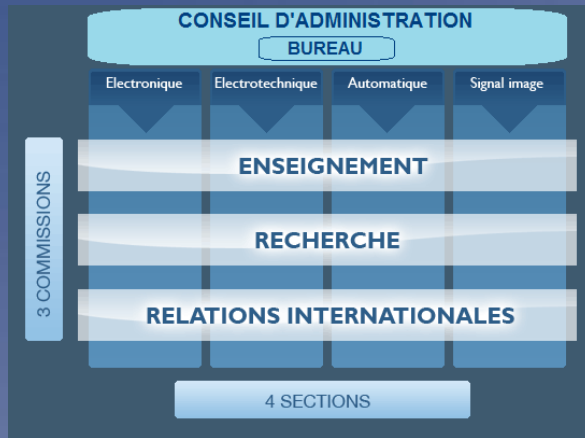 CONSEIL D'ADMINISTRATION
BUREAU
Electronique Electrotechnique Automatique Signal image
3 COMMISSIONS
ENSEIGNEMENT
RECHERCHE
RELATIONS INTERNATIONALES
4 SECTIONS